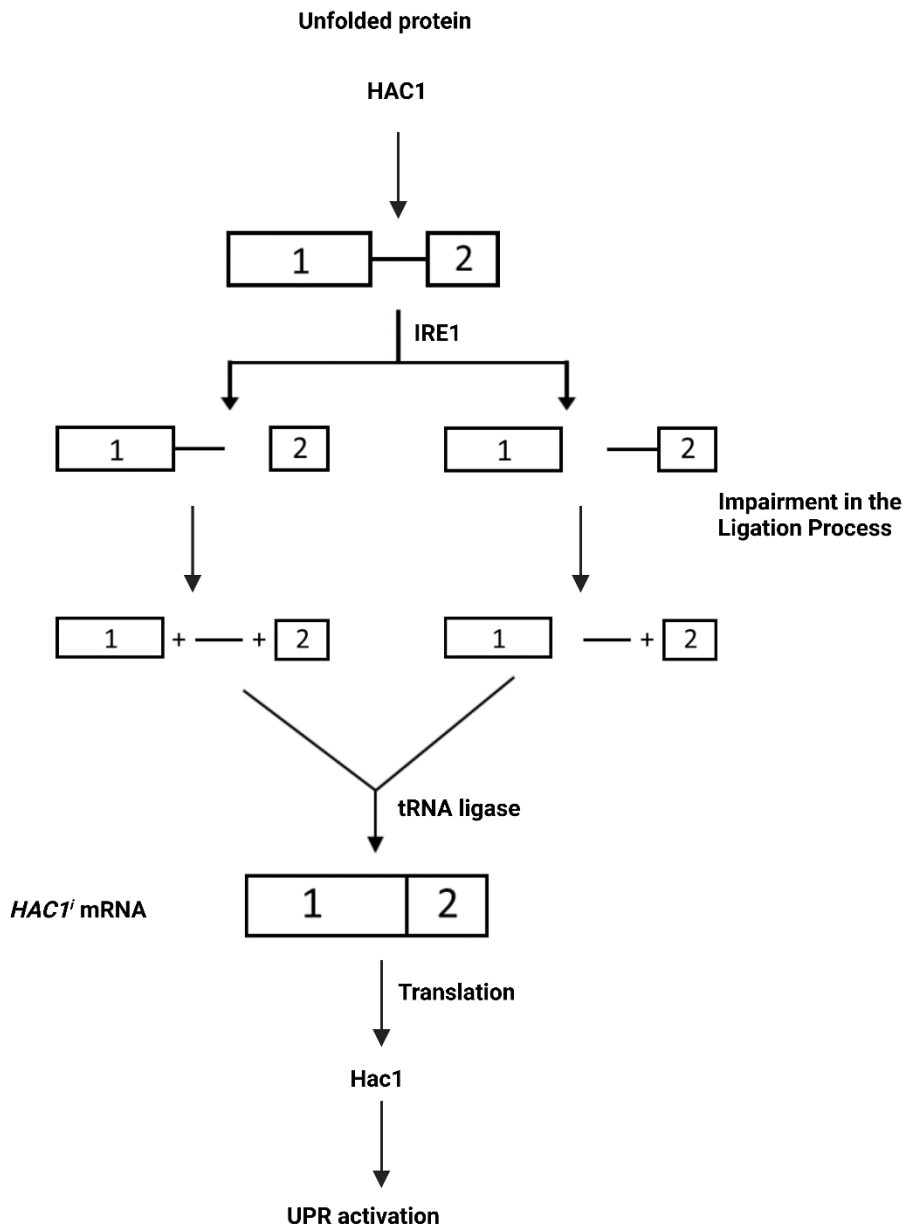 Unfolded protein
HAC1
1 2
IRE1
1 2 1 2
Impairment in the
Ligation Process
1 + + 2 1 + 2
tRNA ligase
HAC1ⁱ mRNA 1 2
Translation
Hac1
UPR activation